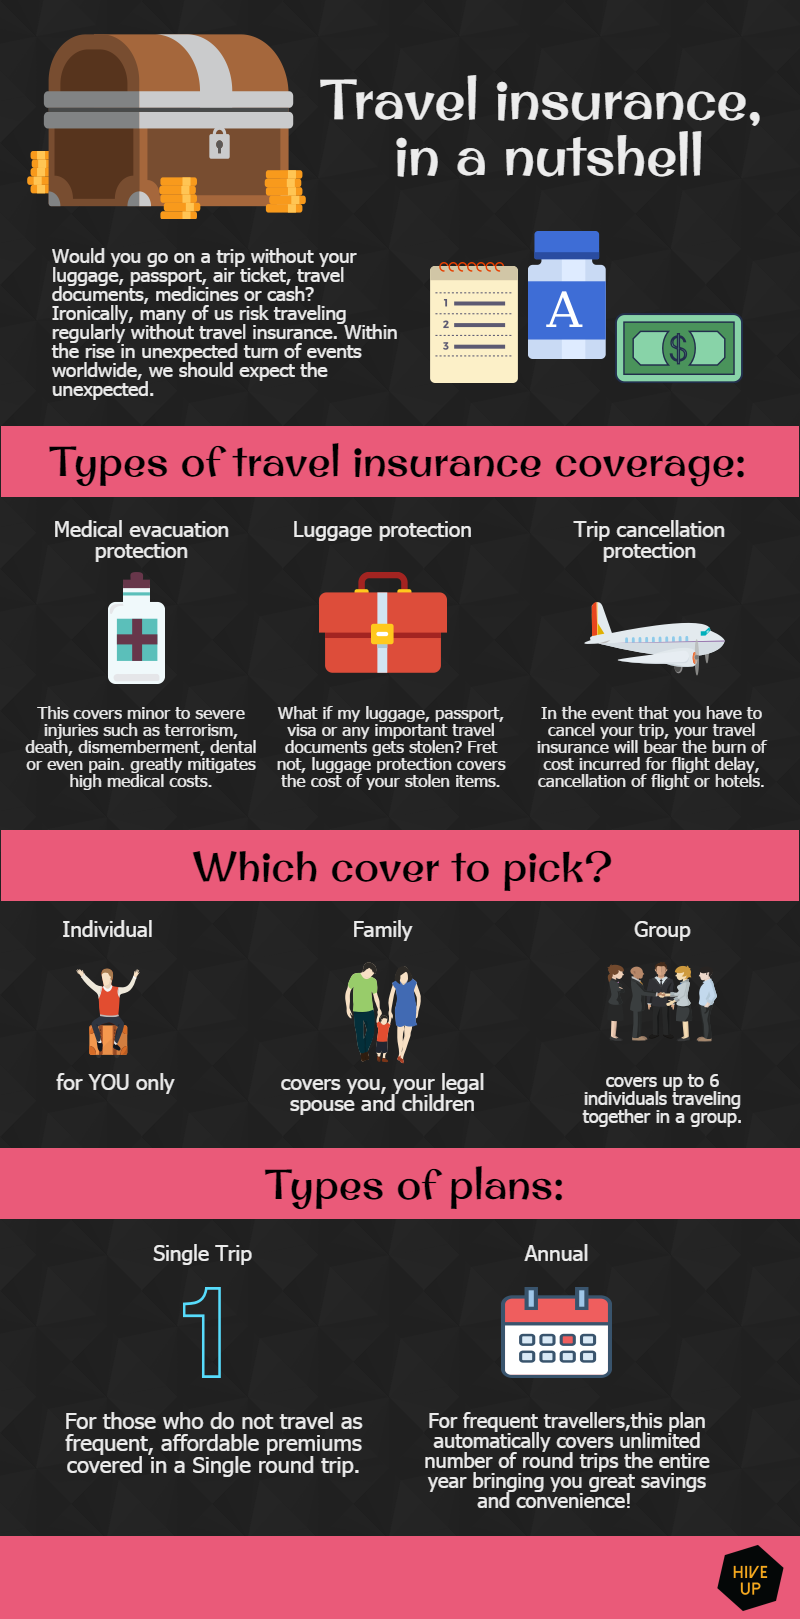 Travel insurance,
in a nutshell
Would you go on a trip without your
luggage, passport, air ticket, travel
documents, medicines or cash?
Ironically, many of us risk traveling
regularly without travel insurance. Within
the rise in unexpected turn of events
worldwide, we should expect the
unexpected.
1
2
3
A
$
Types of travel insurance coverage:
Medical evacuation
protection
This covers minor to severe
injuries such as terrorism,
death, dismemberment, dental
or even pain. greatly mitigates
high medical costs.
Luggage protection
What if my luggage, passport,
visa or any important travel
documents gets stolen? Fret
not, luggage protection covers
the cost of your stolen items.
Trip cancellation
protection
In the event that you have to
cancel your trip, your travel
insurance will bear the burn of
cost incurred for flight delay,
cancellation of flight or hotels.
Which cover to pick?
Individual
for YOU only
Family
covers you, your legal
spouse and children
Group
covers up to 6
individuals traveling
together in a group.
Types of plans:
Single Trip
1
For those who do not travel as
frequent, affordable premiums
covered in a Single round trip.
Annual
For frequent travellers,this plan
automatically covers unlimited
number of round trips the entire
year bringing you great savings
and convenience!
HIVE
UP